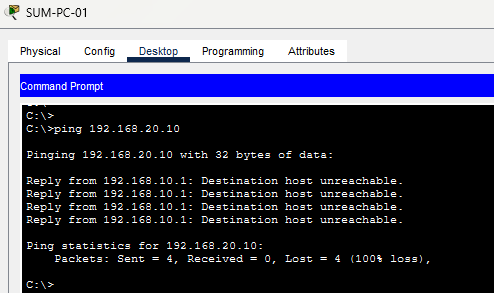 SUM-PC-01
Physical Config Desktop Programming Attributes
Command Prompt
C:\>
C:\>ping 192.168.20.10
Pinging 192.168.20.10 with 32 bytes of data:
Reply from 192.168.10.1: Destination host unreachable.
Reply from 192.168.10.1: Destination host unreachable.
Reply from 192.168.10.1: Destination host unreachable.
Reply from 192.168.10.1: Destination host unreachable.
Ping statistics for 192.168.20.10:
Packets: Sent = 4, Received = 0, Lost = 4 (100% loss),
C:\>